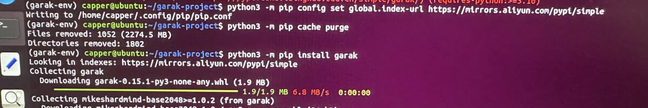 (garak-env) capper@ubuntu:~/garak-project$ python3 -m pip config set global.index-url https://mirrors.aliyun.com/pypi/simple
Writing to /home/capper/.config/pip/pip.conf
(garak-env) capper@ubuntu:~/garak-project$ python3 -m pip cache purge
Files removed: 1052 (2274.5 MB)
Directories removed: 1802
(garak-env) capper@ubuntu:~/garak-project$ python3 -m pip install garak
Looking in indexes: https://mirrors.aliyun.com/pypi/simple
Collecting garak
Downloading garak-0.15.1-py3-none-any.whl (1.9 MB)
1.9/1.9 MB 6.8 MB/s 0:00:00
Collecting mikeshardmind-base2048>=1.0.2 (from garak)